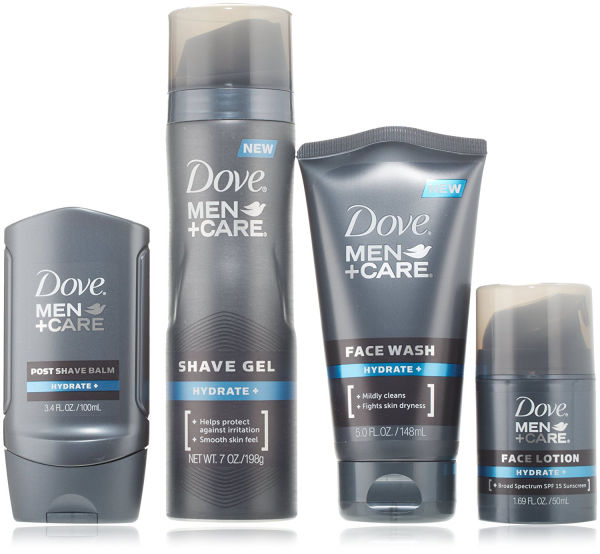 Dove®
MEN
+CARE
POST SHAVE BALM
HYDRATE +
3.4 FL.OZ./100mL
NEW
Dove®
MEN
+CARE®
SHAVE GEL
HYDRATE +
+ Helps protect
against irritation
+ Smooth skin feel
NET WT. 7 OZ./198g
NEW
Dove®
MEN
+CARE®
FACE WASH
HYDRATE +
+ Mildly cleans
+ Fights skin dryness
5.0 FL.OZ./148mL
Dove®
MEN
+CARE®
FACE LOTION
HYDRATE +
+ Broad Spectrum SPF 15 Sunscreen
1.69 FL.OZ./50mL